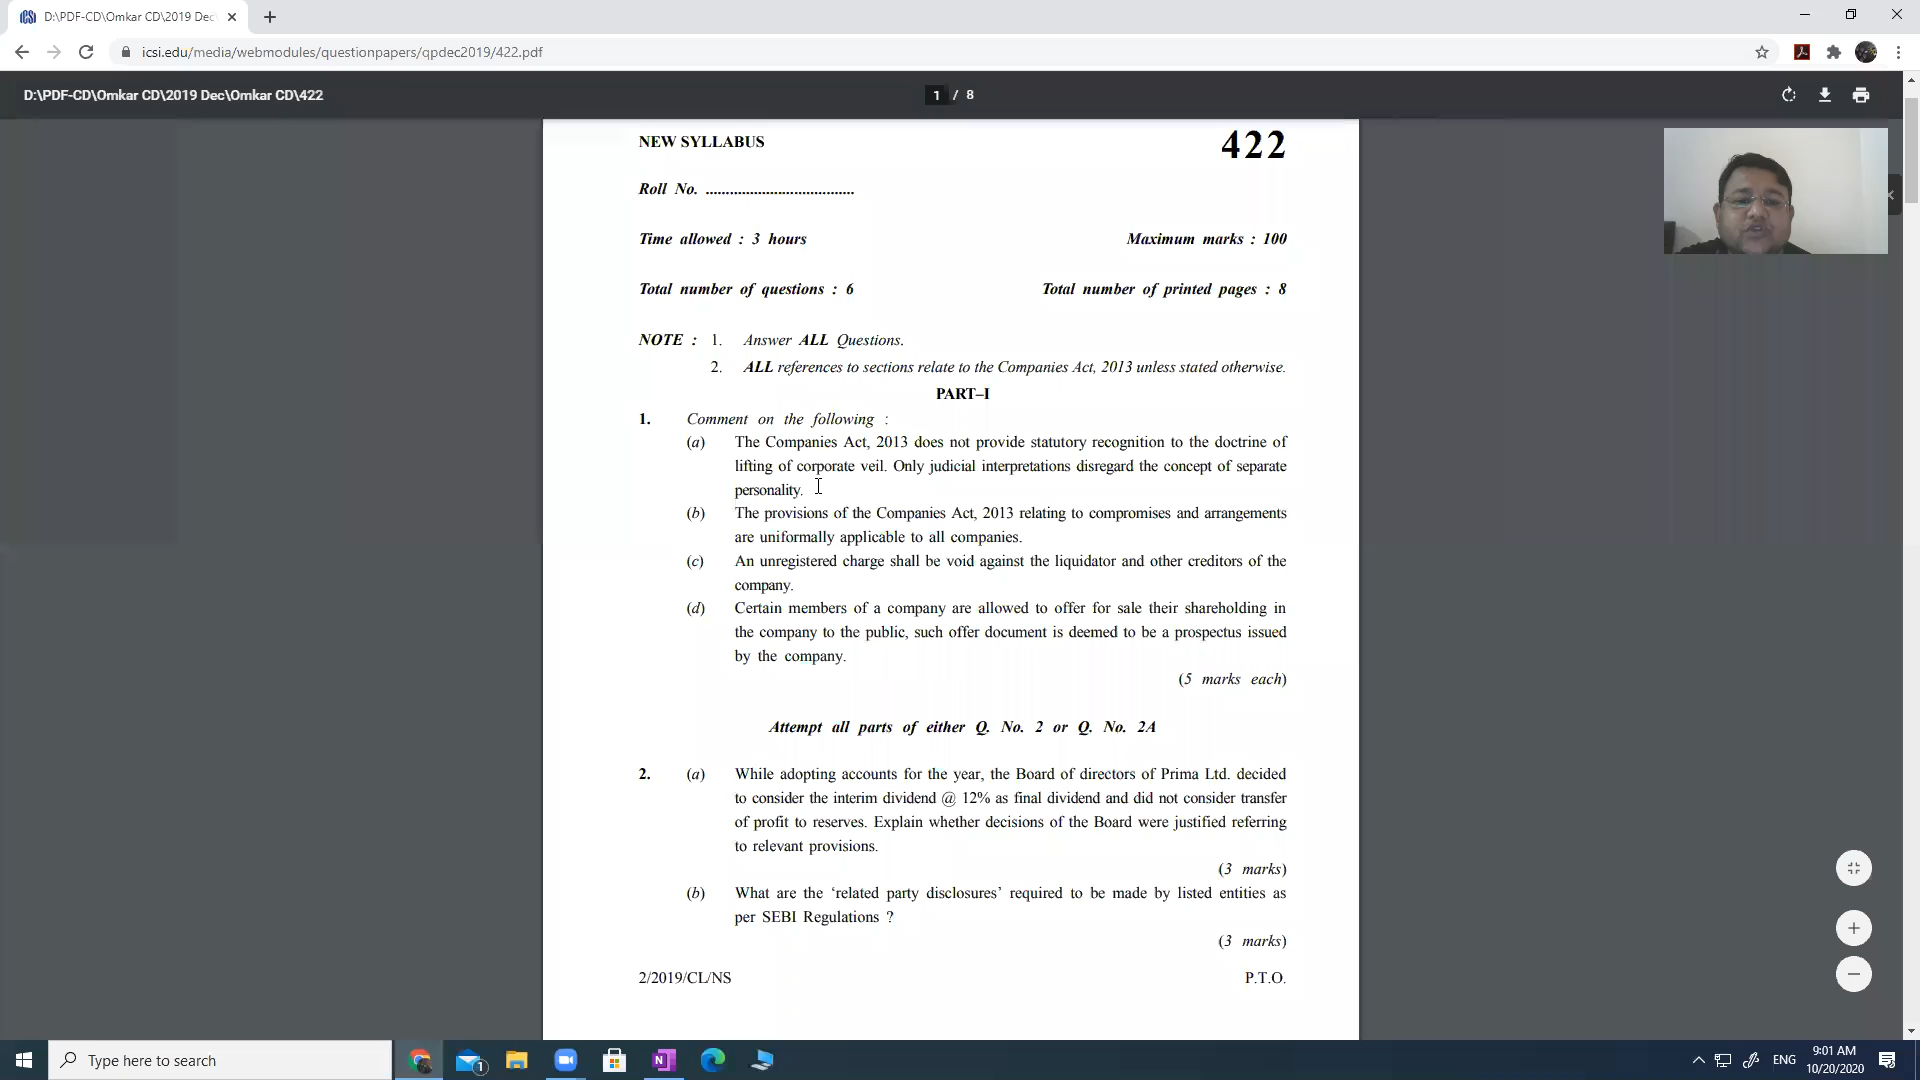 D:\PDF-CD\Omkar CD\2019 Dec
icsi.edu/media/webmodules/questionpapers/qpdec2019/422.pdf
D:\PDF-CD\Omkar CD\2019 Dec\Omkar CD\422
1 / 8
NEW SYLLABUS
422
Roll No. .....................................
Time allowed : 3 hours
Maximum marks : 100
Total number of questions : 6
Total number of printed pages : 8
NOTE : 1. Answer ALL Questions.
2. ALL references to sections relate to the Companies Act, 2013 unless stated otherwise.
PART–I
1. Comment on the following :
(a) The Companies Act, 2013 does not provide statutory recognition to the doctrine of
lifting of corporate veil. Only judicial interpretations disregard the concept of separate
personality.
(b) The provisions of the Companies Act, 2013 relating to compromises and arrangements
are uniformally applicable to all companies.
(c) An unregistered charge shall be void against the liquidator and other creditors of the
company.
(d) Certain members of a company are allowed to offer for sale their shareholding in
the company to the public, such offer document is deemed to be a prospectus issued
by the company.
(5 marks each)
Attempt all parts of either Q. No. 2 or Q. No. 2A
2. (a) While adopting accounts for the year, the Board of directors of Prima Ltd. decided
to consider the interim dividend @ 12% as final dividend and did not consider transfer
of profit to reserves. Explain whether decisions of the Board were justified referring
to relevant provisions.
(3 marks)
(b) What are the ‘related party disclosures’ required to be made by listed entities as
per SEBI Regulations ?
(3 marks)
2/2019/CL/NS
P.T.O.
Type here to search
1
ENG
9:01 AM
10/20/2020